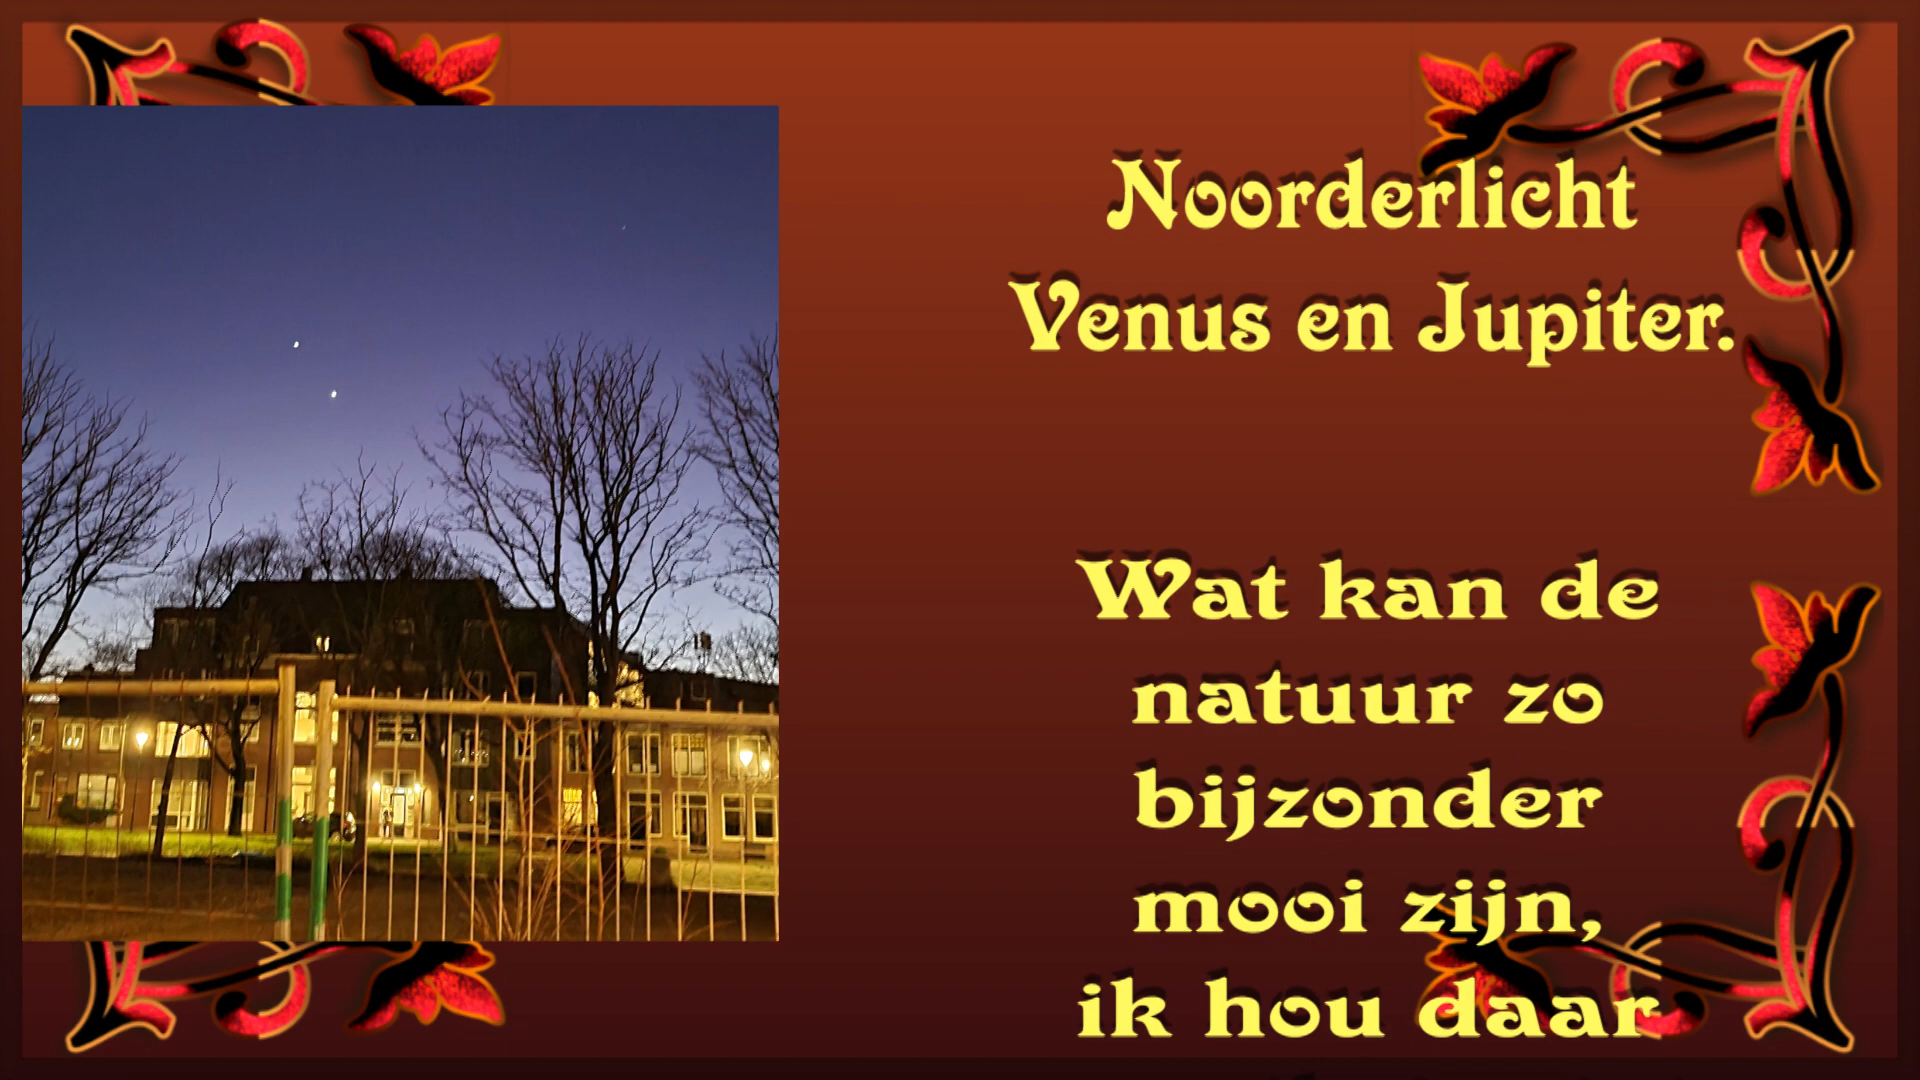 Noorderlicht
Venus en Jupiter.
Wat kan de
natuur zo
bijzonder
mooi zijn,
ik hou daar